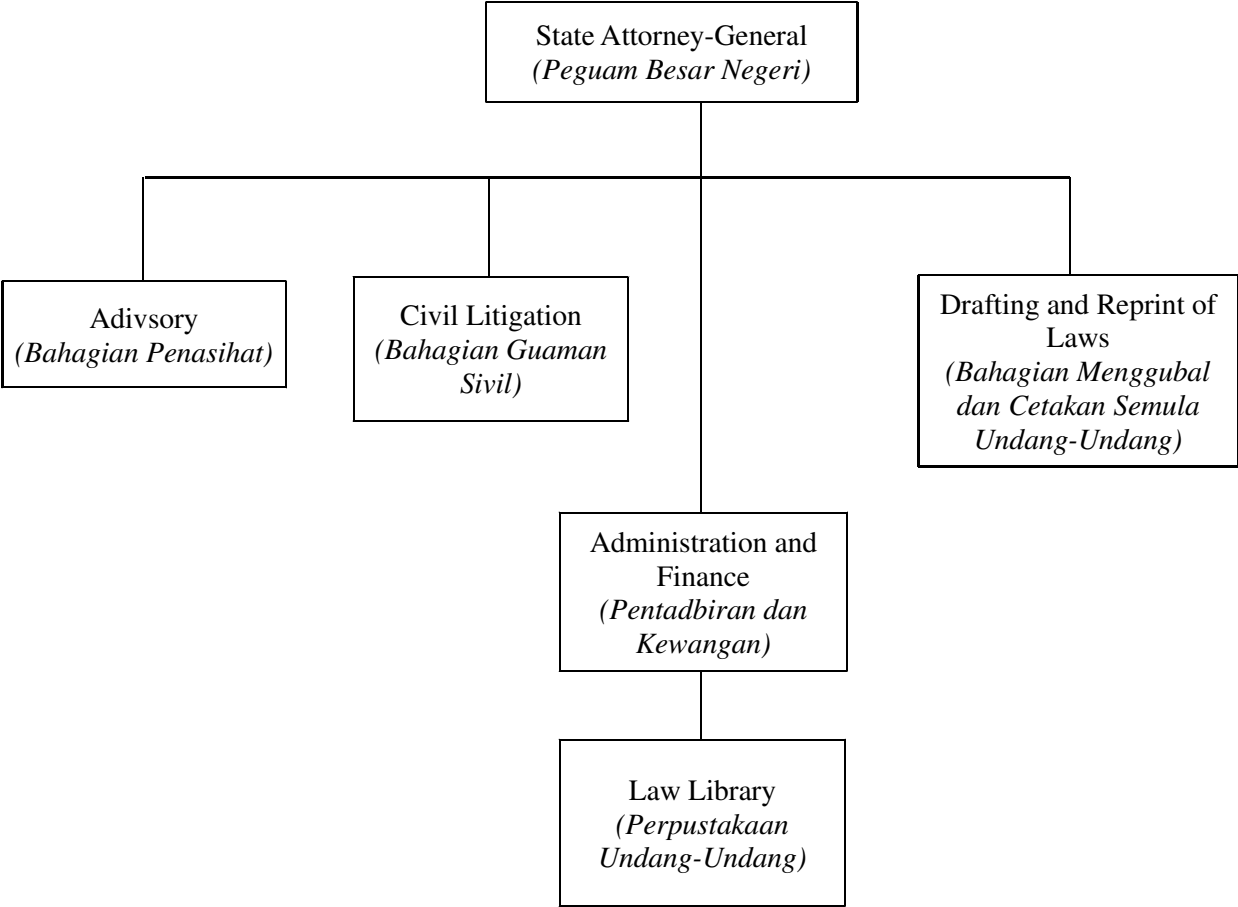 State Attorney-General
(Peguam Besar Negeri)
Adivsory
(Bahagian Penasihat)
Civil Litigation
(Bahagian Guaman
Sivil)
Drafting and Reprint of
Laws
(Bahagian Menggubal
dan Cetakan Semula
Undang-Undang)
Administration and
Finance
(Pentadbiran dan
Kewangan)
Law Library
(Perpustakaan
Undang-Undang)